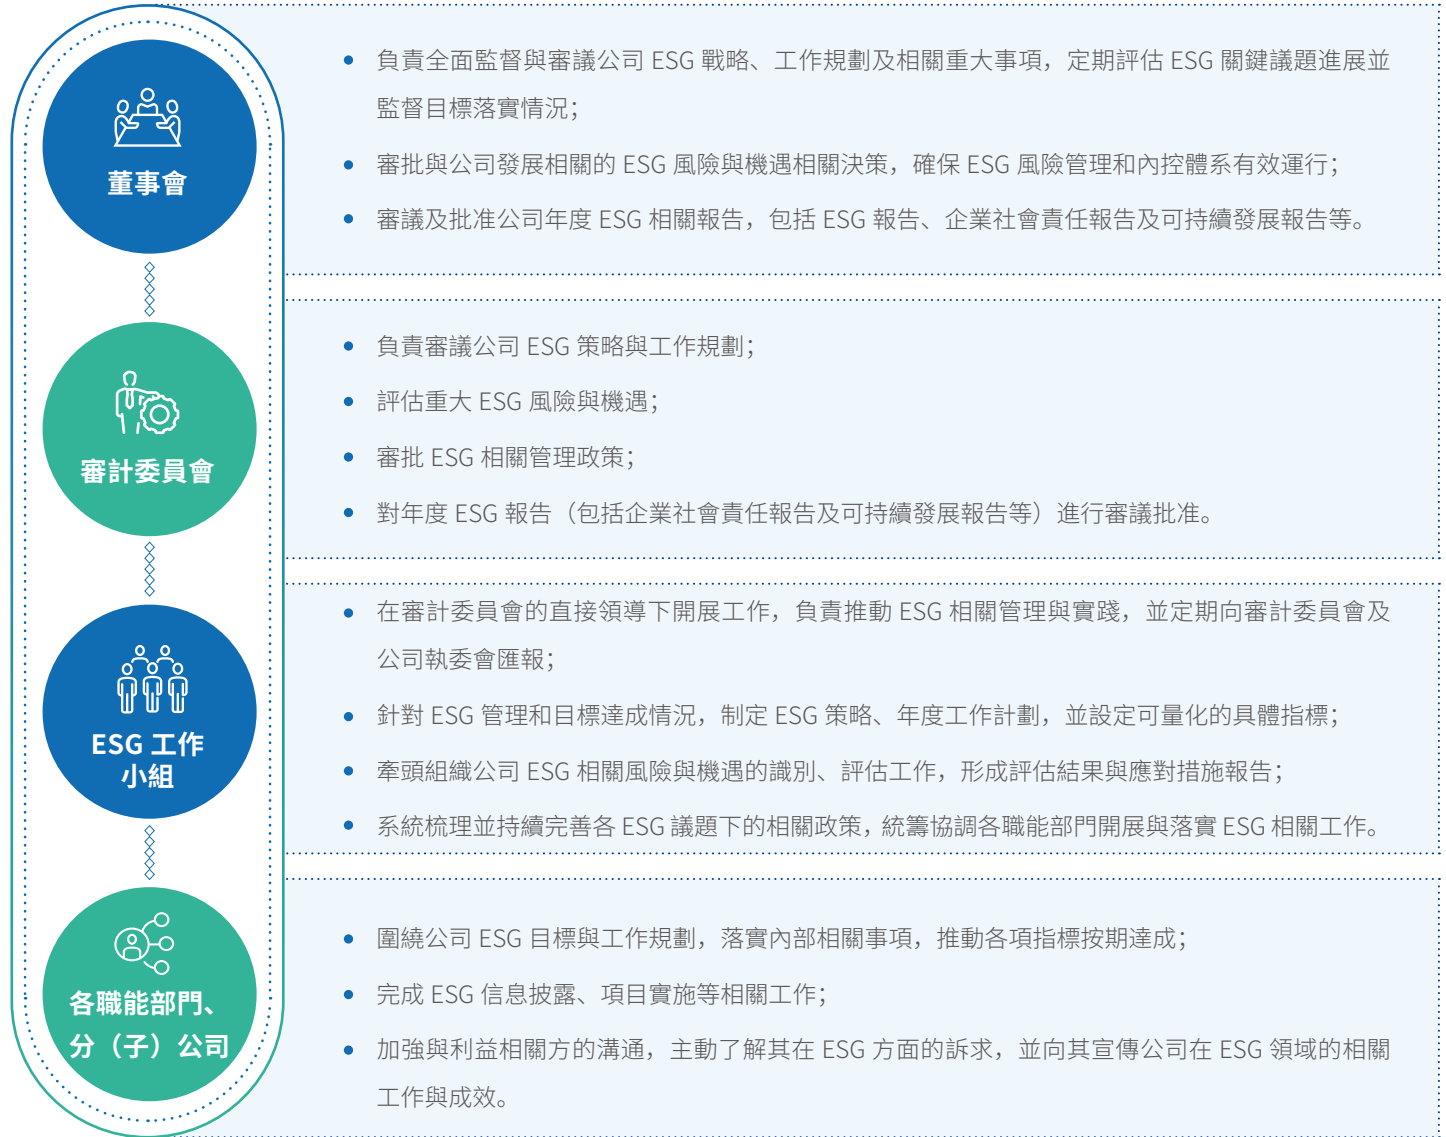 董事會
負責全面監督與審議公司 ESG 戰略、工作規劃及相關重大事項，定期評估 ESG 關鍵議題進展並
監督目標落實情況；
審批與公司發展相關的 ESG 風險與機遇相關決策，確保 ESG 風險管理和內控體系有效運行；
審議及批准公司年度 ESG 相關報告，包括 ESG 報告、企業社會責任報告及可持續發展報告等。
審計委員會
負責審議公司 ESG 策略與工作規劃；
評估重大 ESG 風險與機遇；
審批 ESG 相關管理政策；
對年度 ESG 報告（包括企業社會責任報告及可持續發展報告等）進行審議批准。
ESG 工作
小組
在審計委員會的直接領導下開展工作，負責推動 ESG 相關管理與實踐，並定期向審計委員會及
公司執委會匯報；
針對 ESG 管理和目標達成情況，制定 ESG 策略、年度工作計劃，並設定可量化的具體指標；
牽頭組織公司 ESG 相關風險與機遇的識別、評估工作，形成評估結果與應對措施報告；
系統梳理並持續完善各 ESG 議題下的相關政策，統籌協調各職能部門開展與落實 ESG 相關工作。
各職能部門、
分（子）公司
圍繞公司 ESG 目標與工作規劃，落實內部相關事項，推動各項指標按期達成；
完成 ESG 信息披露、項目實施等相關工作；
加強與利益相關方的溝通，主動了解其在 ESG 方面的訴求，並向其宣傳公司在 ESG 領域的相關
工作與成效。